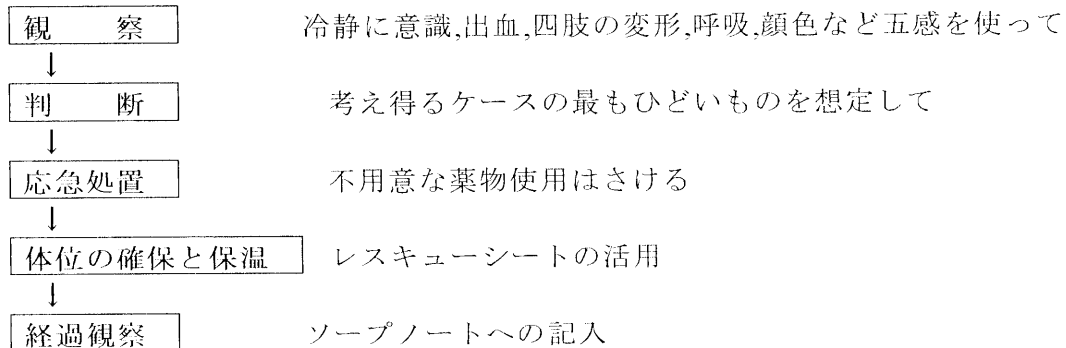 観　　察　　冷静に意識,出血,四肢の変形,呼吸,顔色など五感を使って
↓
判　　断　　考え得るケースの最もひどいものを想定して
↓
応急処置　　不用意な薬物使用はさける
↓
体位の確保と保温　　レスキューシートの活用
↓
経過観察　　ソープノートへの記入